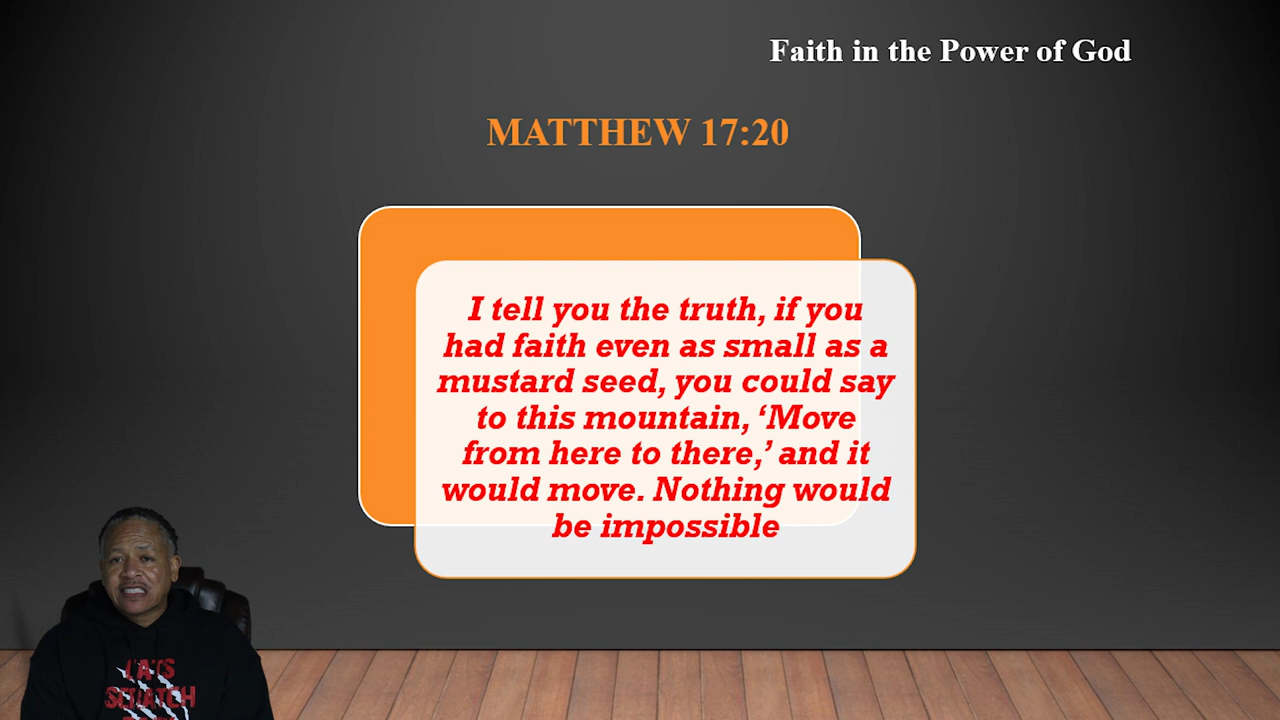 Faith in the Power of God
MATTHEW 17:20
I tell you the truth, if you
had faith even as small as a
mustard seed, you could say
to this mountain, ‘Move
from here to there,’ and it
would move. Nothing would
be impossible
CATS
SCRATCH